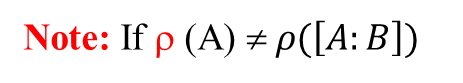 Note: If ρ (A) ≠ ρ([A: B])